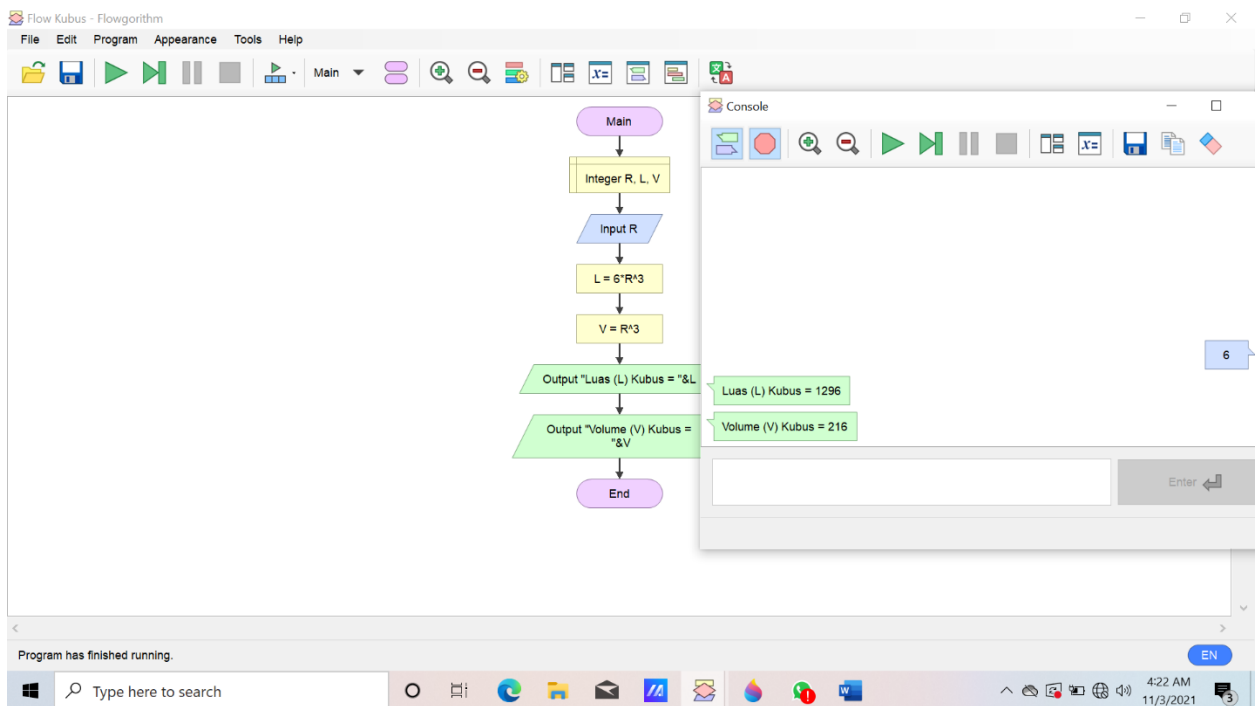 Flow Kubus - Flowgorithm
File Edit Program Appearance Tools Help
Main
x=
Main
Integer R, L, V
Input R
L = 6*R^3
V = R^3
Output "Luas (L) Kubus = "&L
Output "Volume (V) Kubus =
"&V
End
Console
x=
6
Luas (L) Kubus = 1296
Volume (V) Kubus = 216
Enter
Program has finished running.
EN
Type here to search
4:22 AM
11/3/2021
3